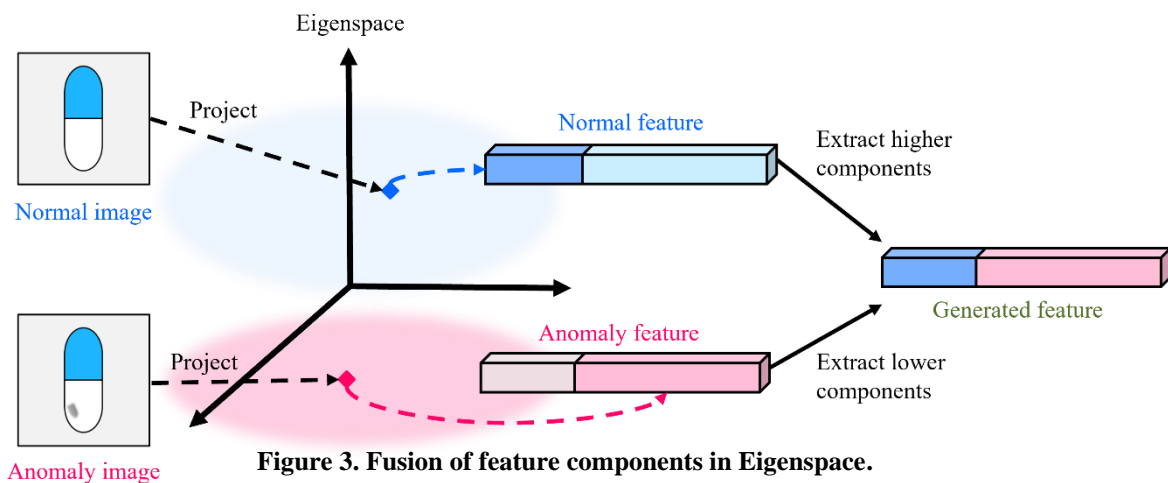 Eigenspace
Project
Normal feature
Extract higher
components
Normal image
Generated feature
Anomaly feature
Project
Extract lower
components
Anomaly image
Figure 3. Fusion of feature components in Eigenspace.